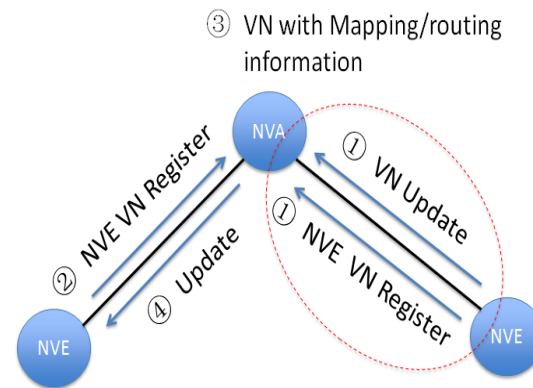 ③ VN with Mapping/routing
information
NVA
① VN Update
① NVE VN Register
② NVE VN Register
④ Update
NVE
NVE